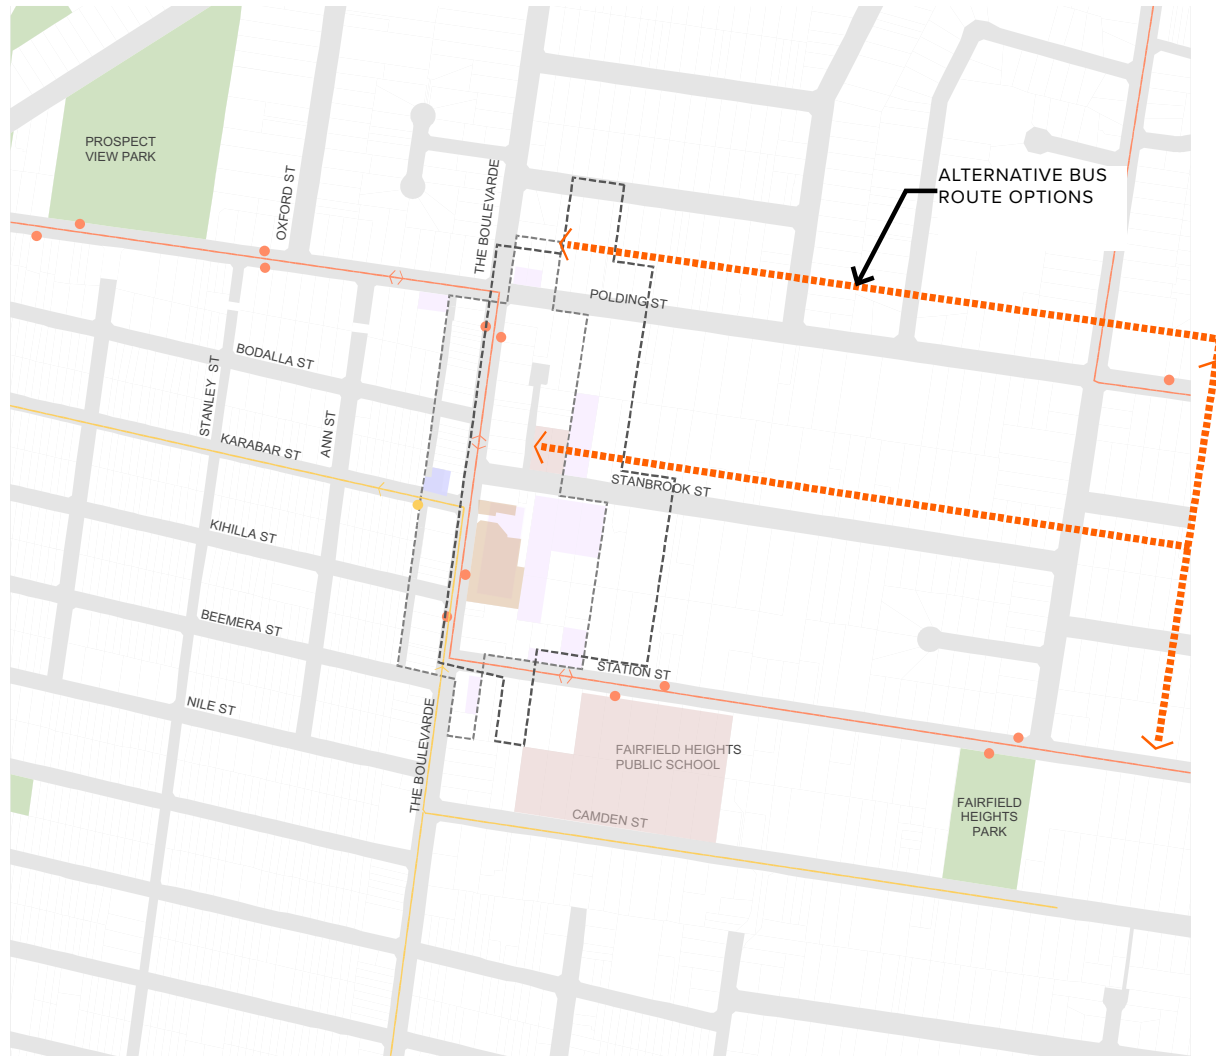 PROSPECT
VIEW PARK
OXFORD ST
THE BOULEVARDE
ALTERNATIVE BUS
ROUTE OPTIONS
POLDING ST
BODALLA ST
STANLEY ST
ANN ST
KARABAR ST
STANBROOK ST
KIHILLA ST
BEEMERA ST
STATION ST
NILE ST
THE BOULEVARDE
FAIRFIELD HEIGHTS
PUBLIC SCHOOL
CAMDEN ST
FAIRFIELD
HEIGHTS
PARK